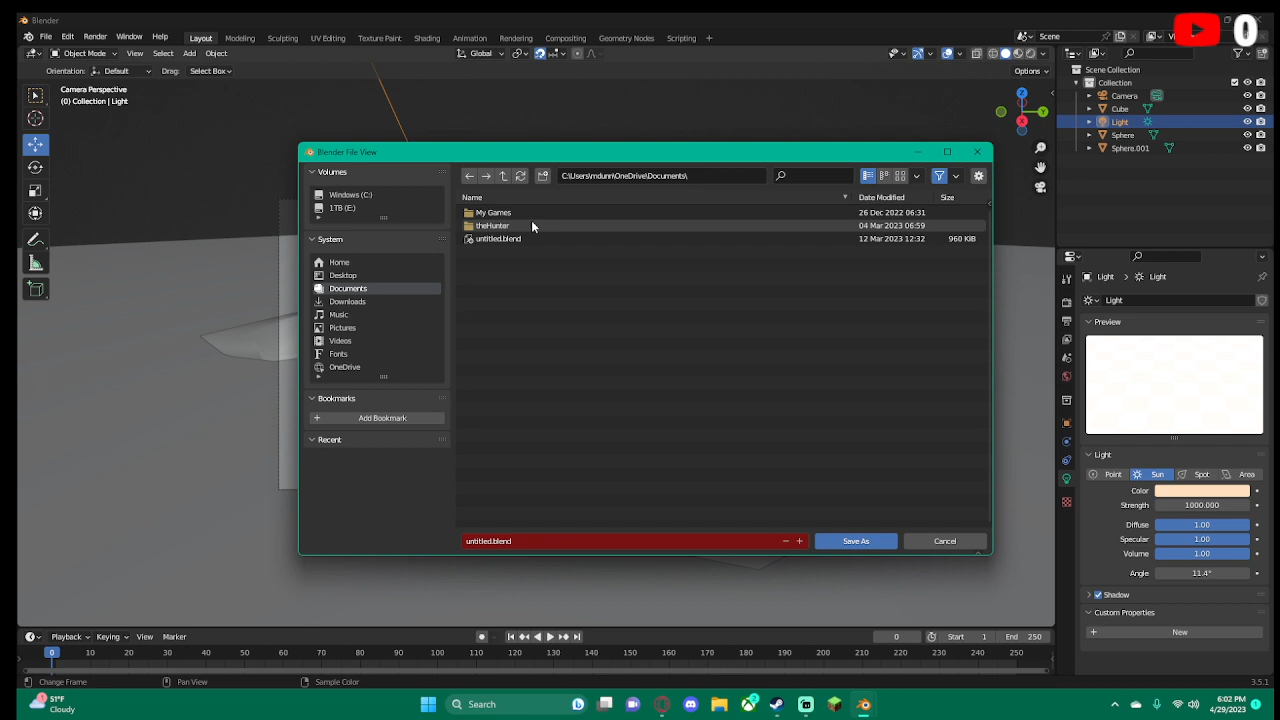 Blender
0
File Edit Render Window Help Layout Modeling Sculpting UV Editing Texture Paint Shading Animation Rendering Compositing Geometry Nodes Scripting + Scene
Object Mode View Select Add Object Global
Orientation: Default Drag: Select Box Options
Camera Perspective
(0) Collection | Light
Z
Y
X
Scene Collection
Collection
Camera
Cube
Light
Sphere
Sphere.001
Blender File View
Volumes
Windows (C:)
1TB (E:)
System
Home
Desktop
Documents
Downloads
Music
Pictures
Videos
Fonts
OneDrive
Bookmarks
Add Bookmark
Recent
C:\Users\mdunn\OneDrive\Documents\
Name Date Modified Size
My Games 26 Dec 2022 06:31
theHunter 04 Mar 2023 06:59
untitled.blend 12 Mar 2023 12:32 960 KiB
untitled.blend Save As Cancel
Light Light
Light
Preview
Light
Point Sun Spot Area
Color
Strength 1000.000
Diffuse 1.00
Specular 1.00
Volume 1.00
Angle 11.4°
Shadow
Custom Properties
New
Playback Keying View Marker 0 Start 1 End 250
0 10 20 30 40 50 60 70 80 90 100 110 120 130 140 150 160 170 180 190 200 210 220 230 240 250
Change Frame Pan View Sample Color 3.5.1
51°F
Cloudy
Search
6:02 PM
4/29/2023